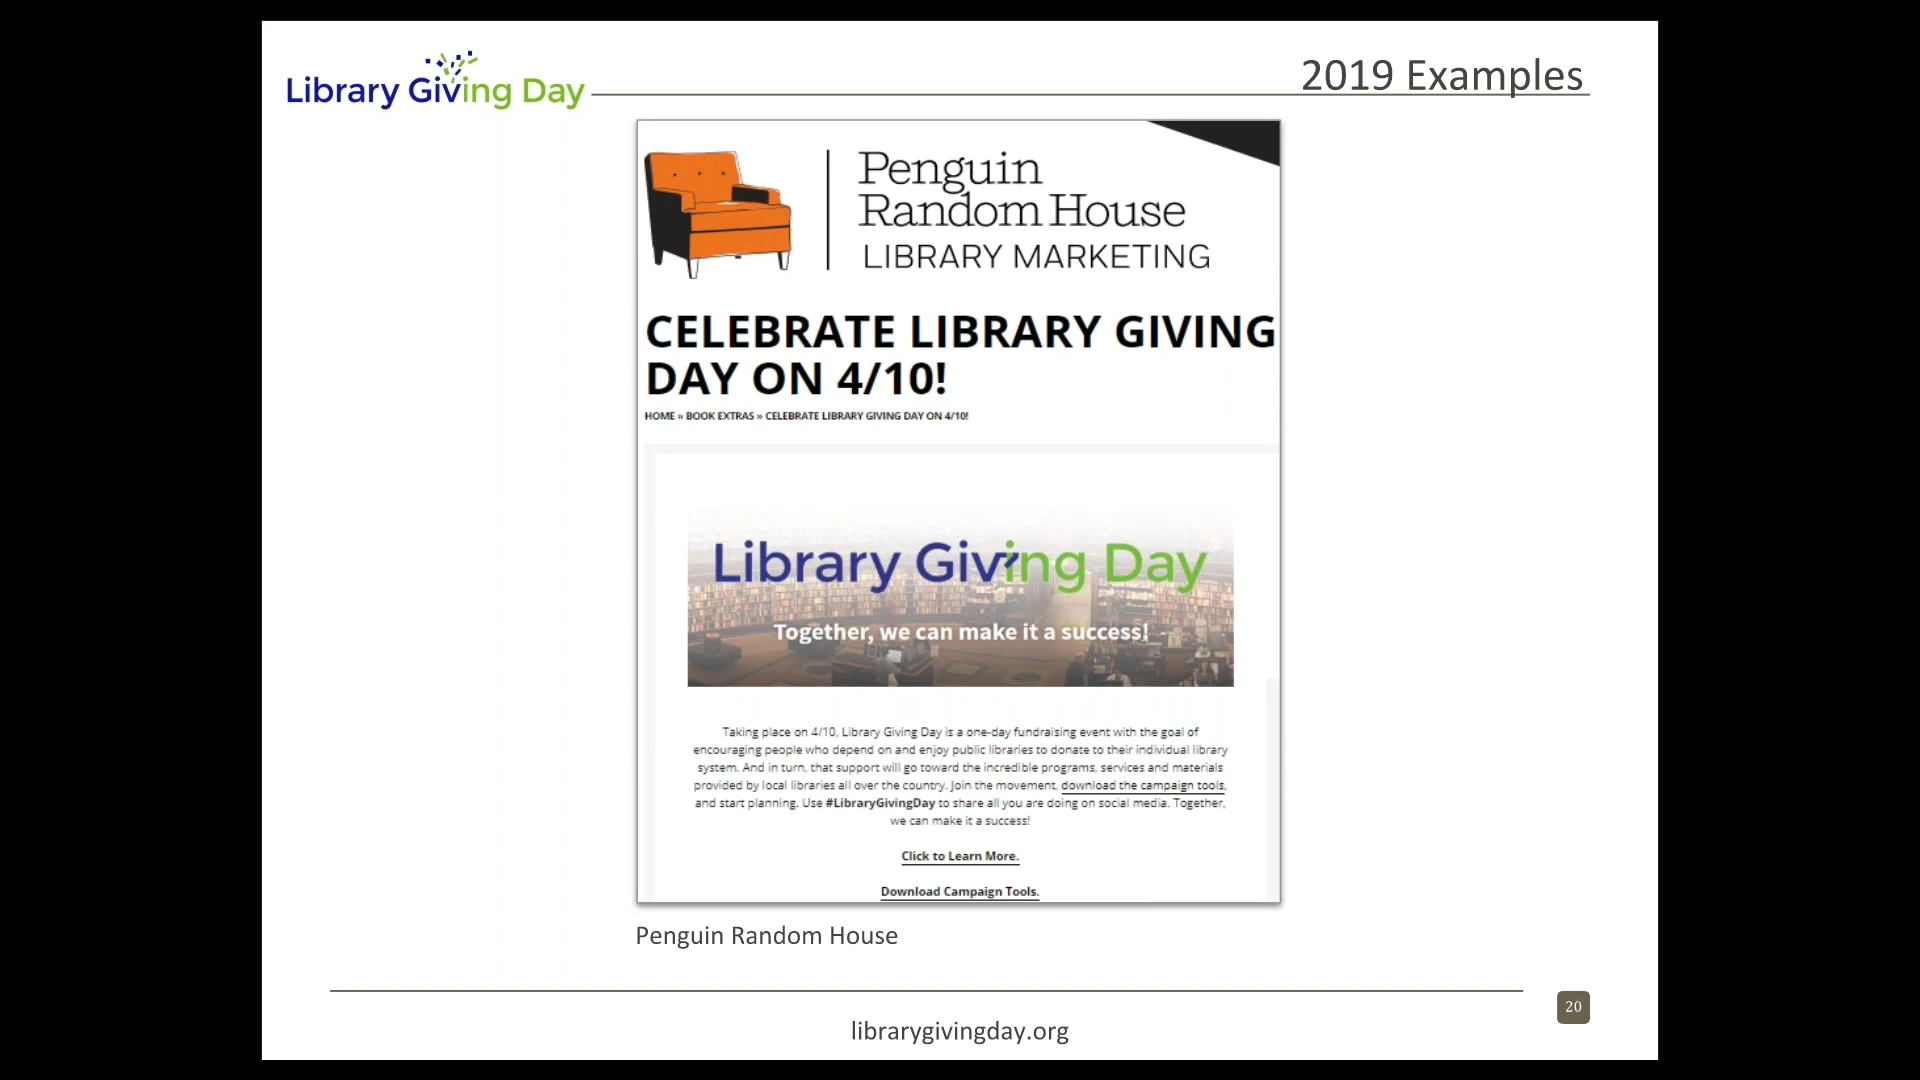 Library Giving Day
2019 Examples
Penguin
Random House
LIBRARY MARKETING
CELEBRATE LIBRARY GIVING
DAY ON 4/10!
HOME » BOOK EXTRAS » CELEBRATE LIBRARY GIVING DAY ON 4/10!
Library Giving Day
Together, we can make it a success!
Taking place on 4/10, Library Giving Day is a one-day fundraising event with the goal of
encouraging people who depend on and enjoy public libraries to donate to their individual library
system. And in turn, that support will go toward the incredible programs, services and materials
provided by local libraries all over the country. Join the movement, download the campaign tools,
and start planning. Use #LibraryGivingDay to share all you are doing on social media. Together,
we can make it a success!
Click to Learn More.
Download Campaign Tools.
Penguin Random House
20
librarygivingday.org